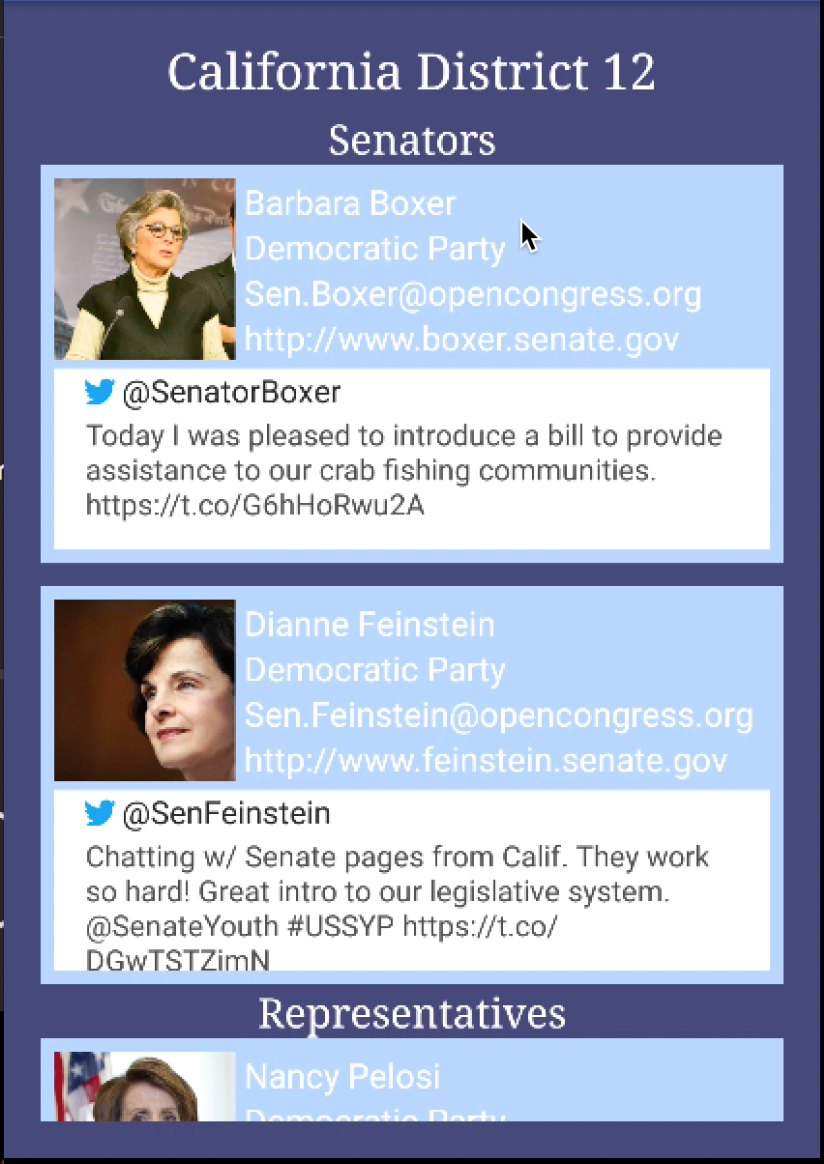 California District 12
Senators
Barbara Boxer
Democratic Party
Sen.Boxer@opencongress.org
http://www.boxer.senate.gov
@SenatorBoxer
Today I was pleased to introduce a bill to provide
assistance to our crab fishing communities.
https://t.co/G6hHoRwu2A
Dianne Feinstein
Democratic Party
Sen.Feinstein@opencongress.org
http://www.feinstein.senate.gov
@SenFeinstein
Chatting w/ Senate pages from Calif. They work
so hard! Great intro to our legislative system.
@SenateYouth #USSYP https://t.co/
DGwTSTZimN
Representatives
Nancy Pelosi
Democratic Party